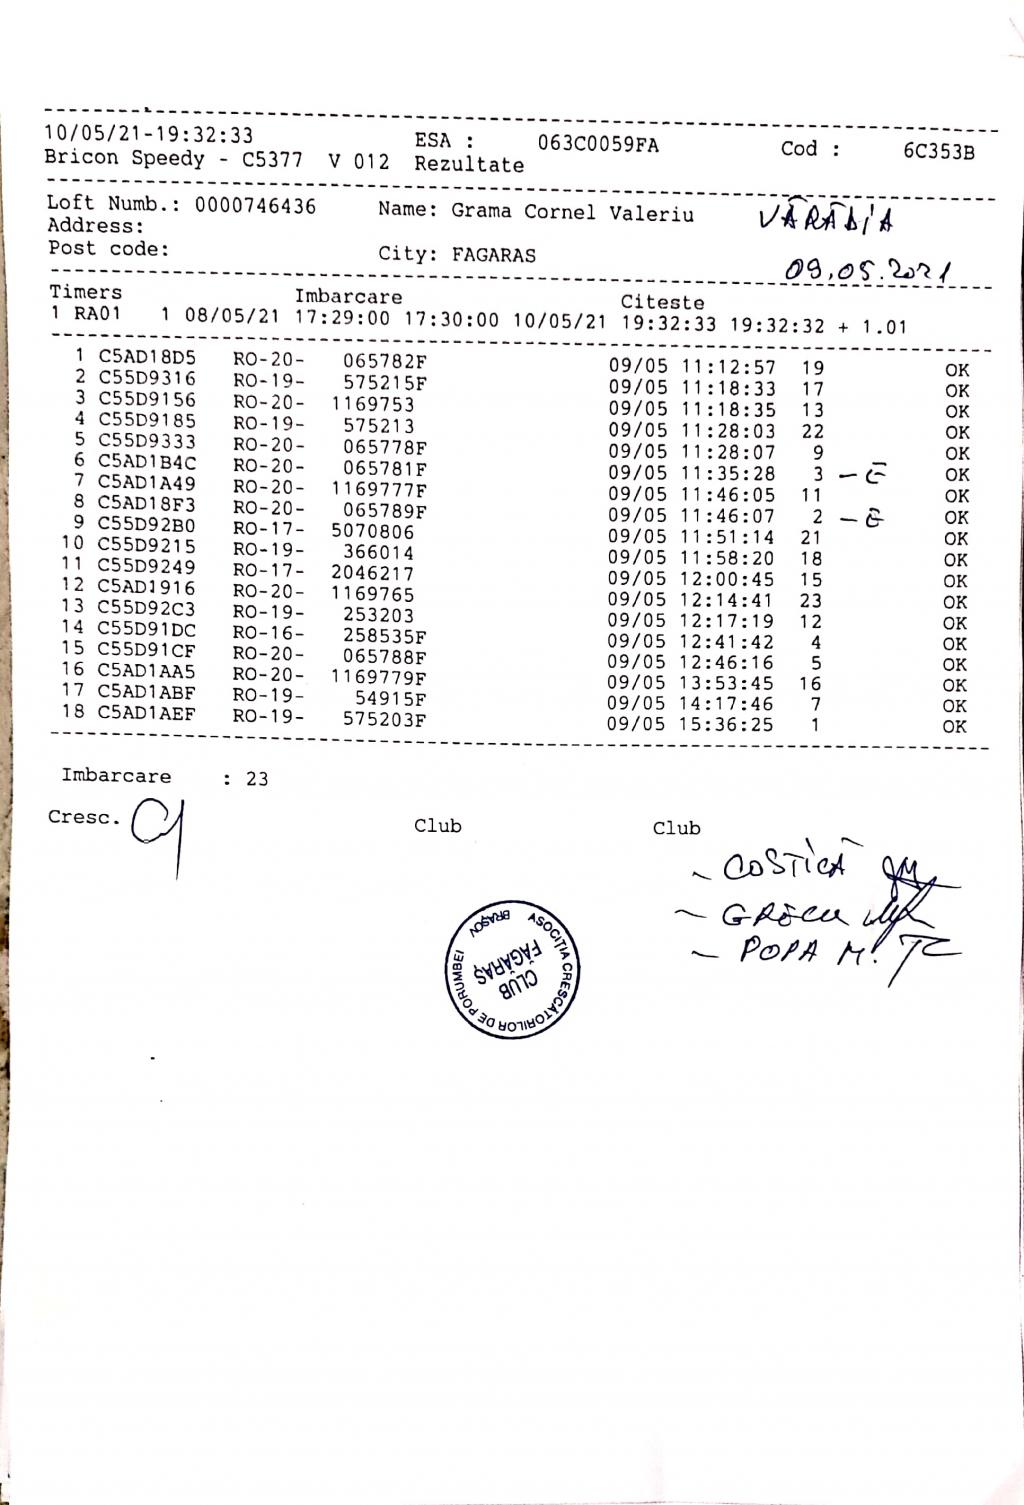 10/05/21-19:32:33 ESA : 063C0059FA Cod : 6C353B
Bricon Speedy - C5377 V 012 Rezultate
Loft Numb.: 0000746436 Name: Grama Cornel Valeriu VĂRĂDIA
Address:
Post code: City: FAGARAS 09.05.2021
Timers Imbarcare Citeste
1 RA01 1 08/05/21 17:29:00 17:30:00 10/05/21 19:32:33 19:32:32 + 1.01
1 C5AD18D5 RO-20- 065782F 09/05 11:12:57 19 OK
2 C55D9316 RO-19- 575215F 09/05 11:18:33 17 OK
3 C55D9156 RO-20- 1169753 09/05 11:18:35 13 OK
4 C55D9185 RO-19- 575213 09/05 11:28:03 22 OK
5 C55D9333 RO-20- 065778F 09/05 11:28:07 9 OK
6 C5AD1B4C RO-20- 065781F 09/05 11:35:28 3 OK
7 C5AD1A49 RO-20- 1169777F 09/05 11:46:05 11 OK
8 C5AD18F3 RO-20- 065789F 09/05 11:46:07 2 OK
9 C55D92B0 RO-17- 5070806 09/05 11:51:14 21 OK
10 C55D9215 RO-19- 366014 09/05 11:58:20 18 OK
11 C55D9249 RO-17- 2046217 09/05 12:00:45 15 OK
12 C5AD1916 RO-20- 1169765 09/05 12:14:41 23 OK
13 C55D92C3 RO-19- 253203 09/05 12:17:19 12 OK
14 C55D91DC RO-16- 258535F 09/05 12:41:42 4 OK
15 C55D91CF RO-20- 065788F 09/05 12:46:16 5 OK
16 C5AD1AA5 RO-20- 1169779F 09/05 13:53:45 16 OK
17 C5AD1ABF RO-19- 54915F 09/05 14:17:46 7 OK
18 C5AD1AEF RO-19- 575203F 09/05 15:36:25 1 OK
Imbarcare : 23
Cresc. Club Club
- COSTICĂ
- GRECU
- POPA M.
ASOCIȚIA CRESCĂTORILOR DE PORUMBEI BRAȘOV
CLUB
FĂGĂRAȘ